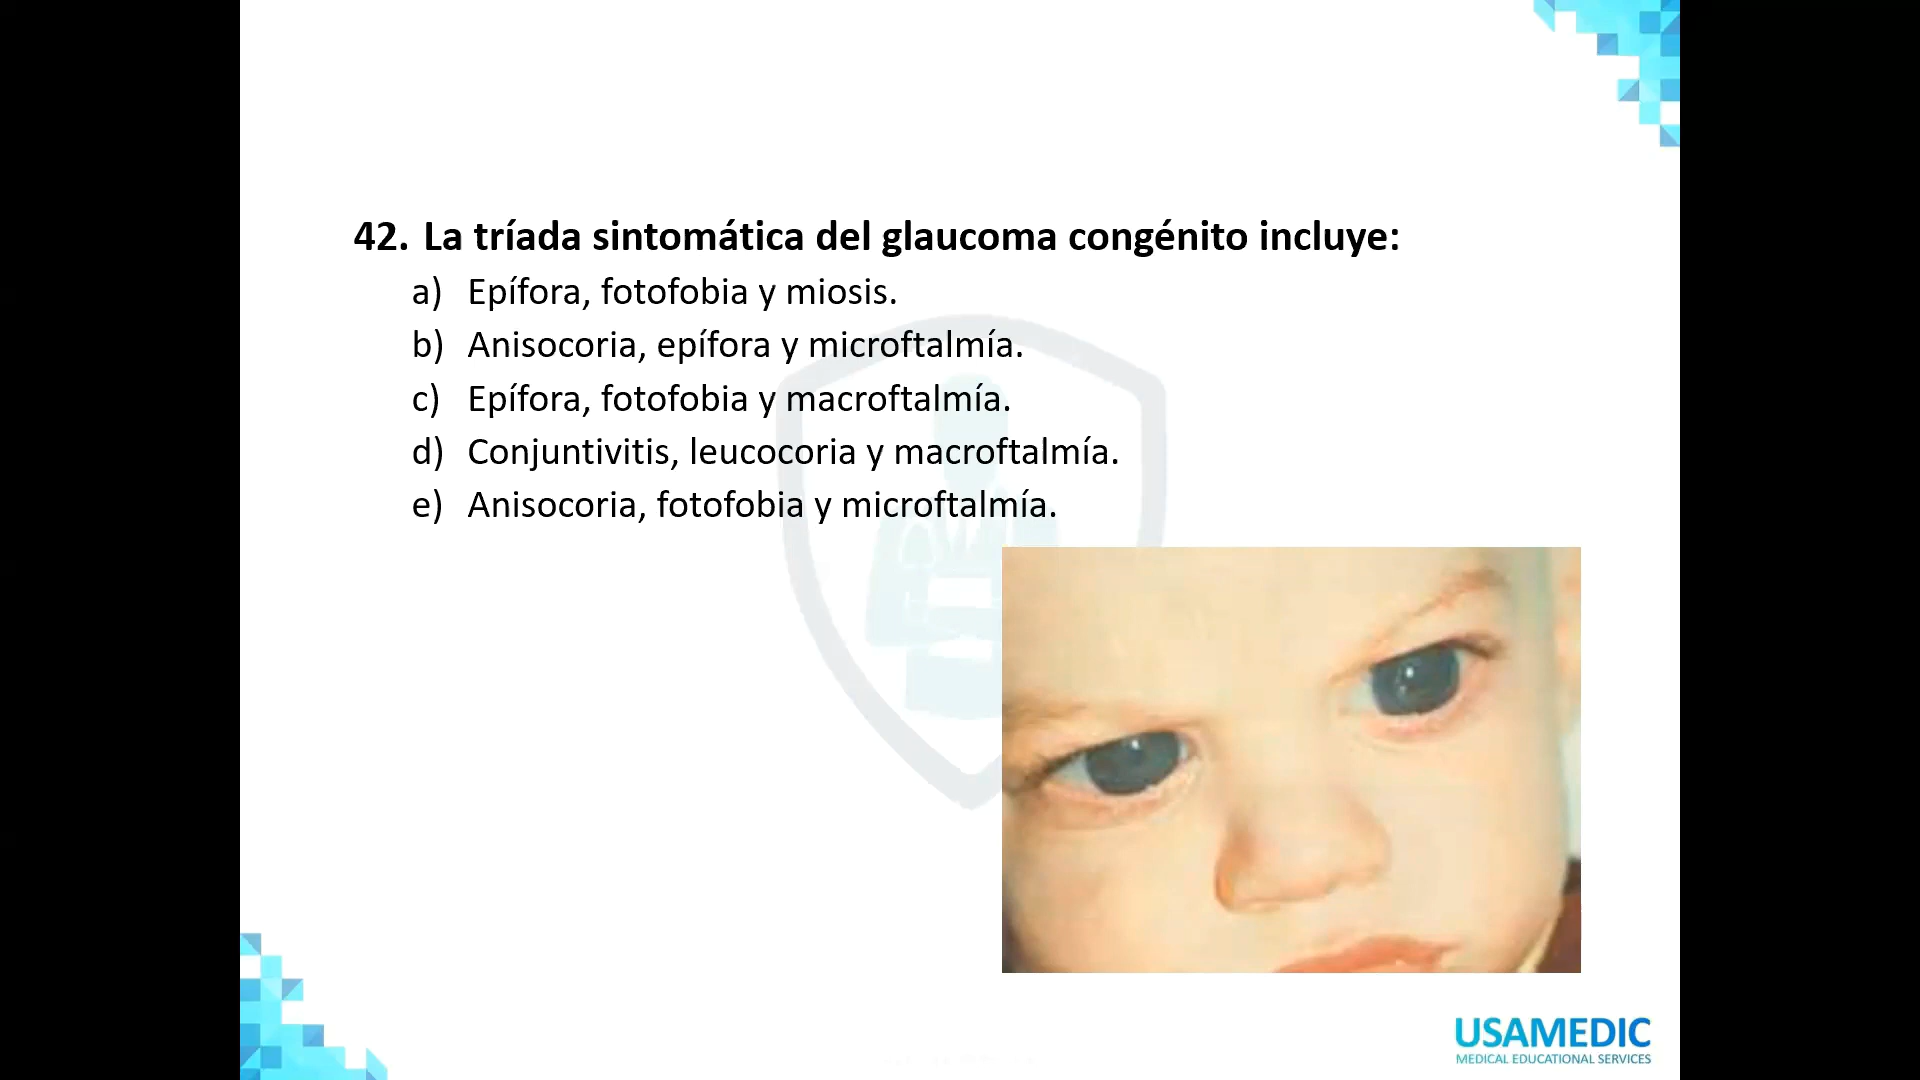 42. La tríada sintomática del glaucoma congénito incluye:
a) Epífora, fotofobia y miosis.
b) Anisocoria, epífora y microftalmía.
c) Epífora, fotofobia y macroftalmía.
d) Conjuntivitis, leucocoria y macroftalmía.
e) Anisocoria, fotofobia y microftalmía.
USAMEDIC
MEDICAL EDUCATIONAL SERVICES